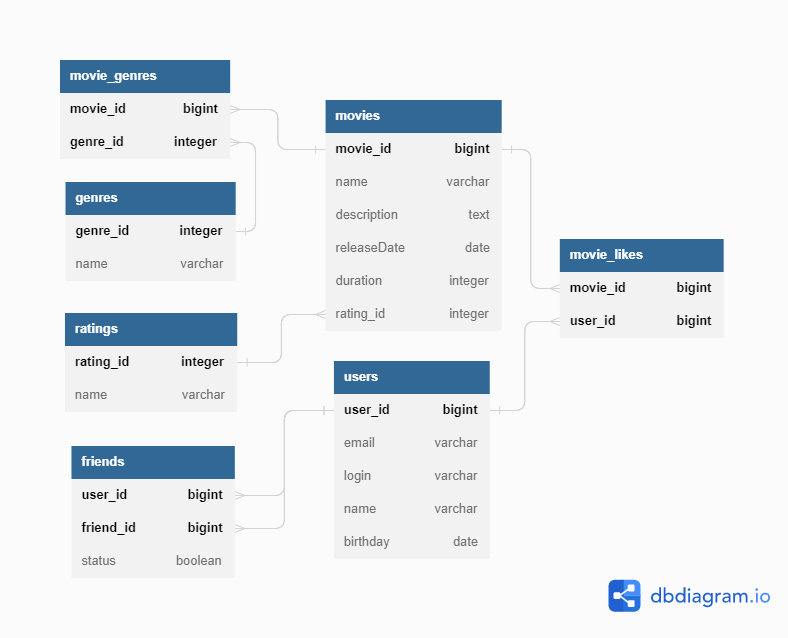 movie_genres
movie_id bigint
genre_id integer
genres
genre_id integer
name varchar
ratings
rating_id integer
name varchar
friends
user_id bigint
friend_id bigint
status boolean
movies
movie_id bigint
name varchar
description text
releaseDate date
duration integer
rating_id integer
users
user_id bigint
email varchar
login varchar
name varchar
birthday date
movie_likes
movie_id bigint
user_id bigint
dbdiagram.io